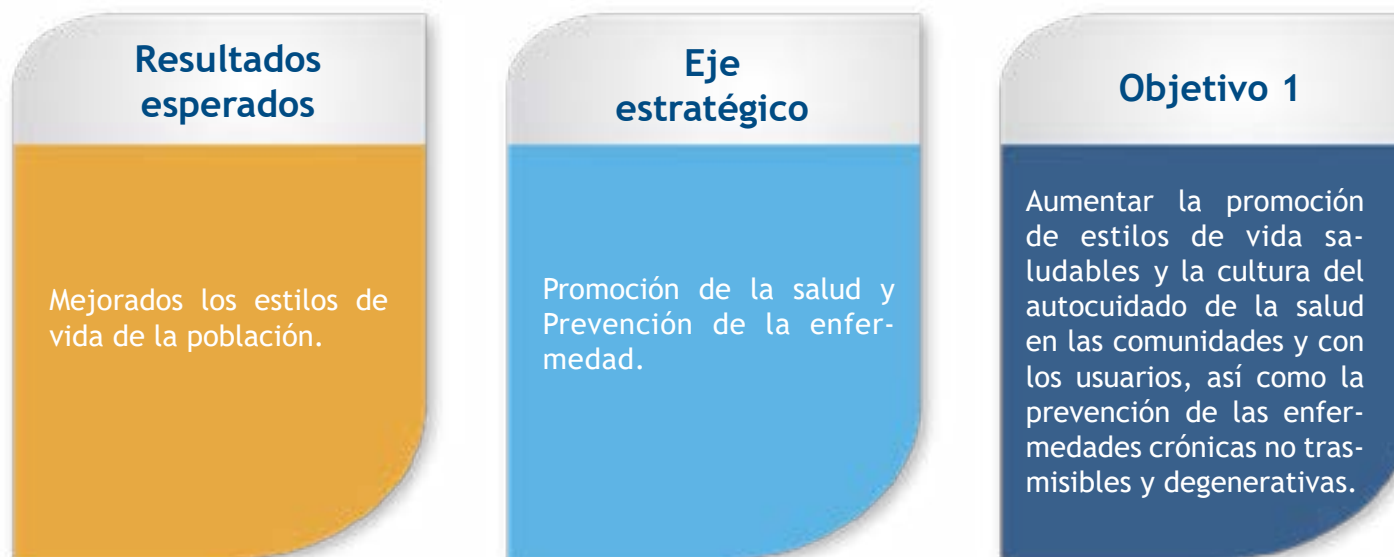 Resultados
esperados
Mejorados los estilos de
vida de la población.
Eje
estratégico
Promoción de la salud y
Prevención de la enfer-
medad.
Objetivo 1
Aumentar la promoción
de estilos de vida sa-
ludables y la cultura del
autocuidado de la salud
en las comunidades y con
los usuarios, así como la
prevención de las enfer-
medades crónicas no tras-
misibles y degenerativas.